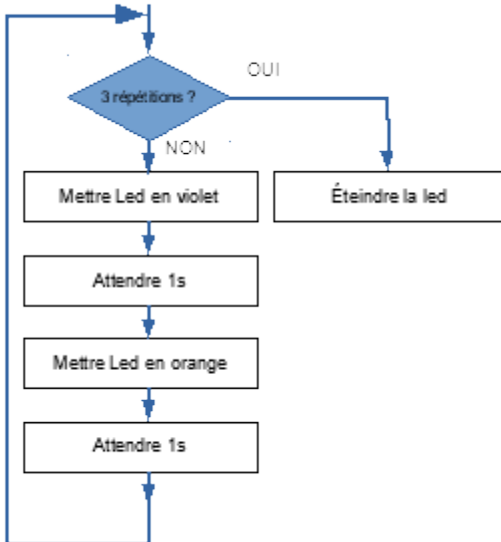 OUI
3 répétitions ?
NON
Mettre Led en violet
Éteindre la led
Attendre 1s
Mettre Led en orange
Attendre 1s